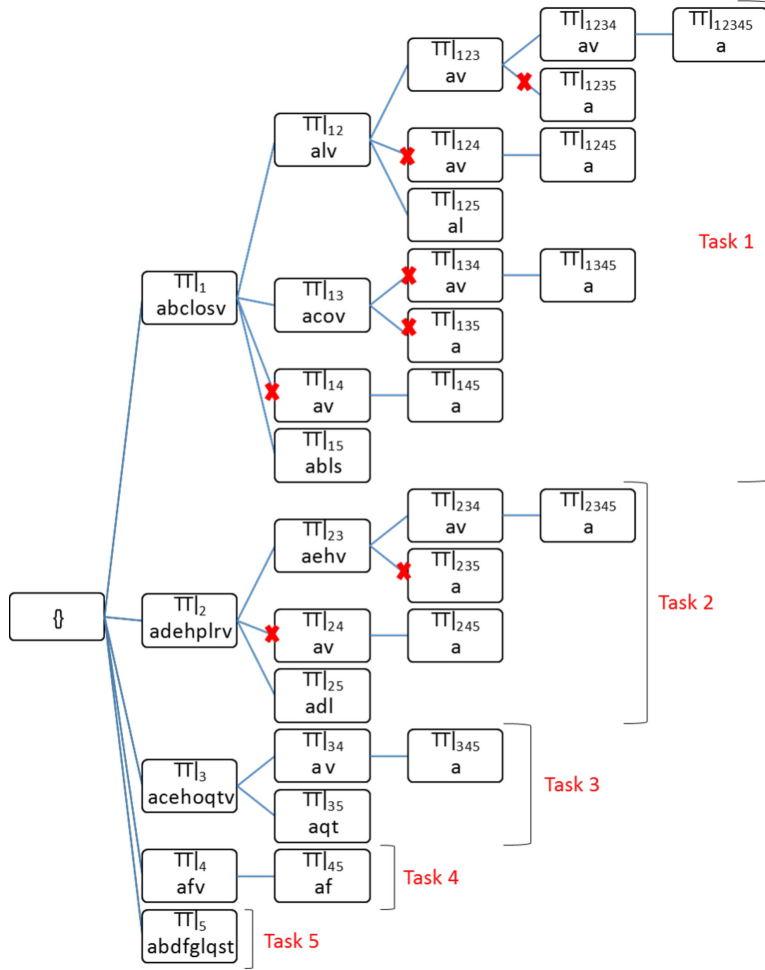 TT|1234
av
TT|12345
a
TT|123
av
TT|1235
a
TT|12
alv
TT|124
av
TT|1245
a
TT|125
al
Task 1
TT|1
abclosv
TT|13
acov
TT|134
av
TT|1345
a
TT|135
a
TT|14
av
TT|145
a
TT|15
abls
TT|23
aehv
TT|234
av
TT|2345
a
TT|235
a
Task 2
{}
TT|2
adehplrv
TT|24
av
TT|245
a
TT|25
adl
TT|3
acehoqtv
TT|34
av
TT|345
a
Task 3
TT|35
aqt
TT|4
afv
TT|45
af
Task 4
TT|5
abdfglqst
Task 5